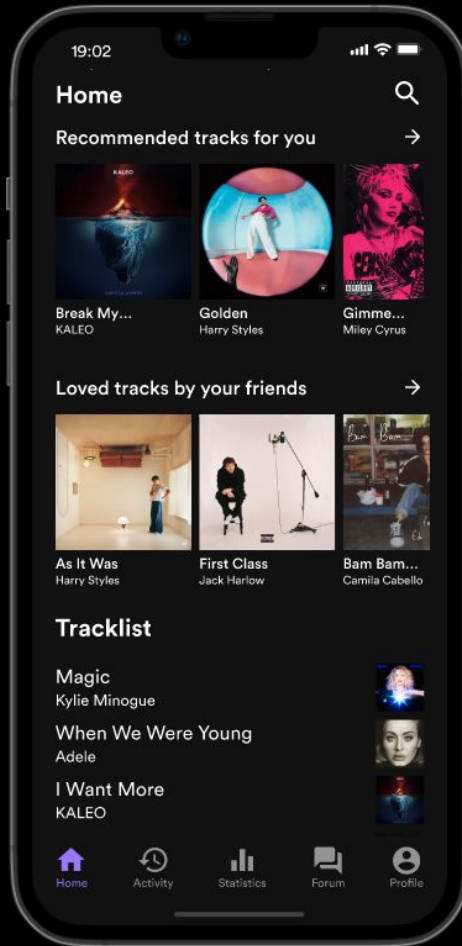 19:02
Home
Recommended tracks for you
KALEO
Break My...
Golden
Gimme...
KALEO
Harry Styles
Miley Cyrus
Loved tracks by your friends
Bam Bam
As It Was
First Class
Bam Bam...
Harry Styles
Jack Harlow
Camila Cabello
Tracklist
Magic
Kylie Minogue
When We Were Young
Adele
I Want More
KALEO
Home
Activity
Statistics
Forum
Profile